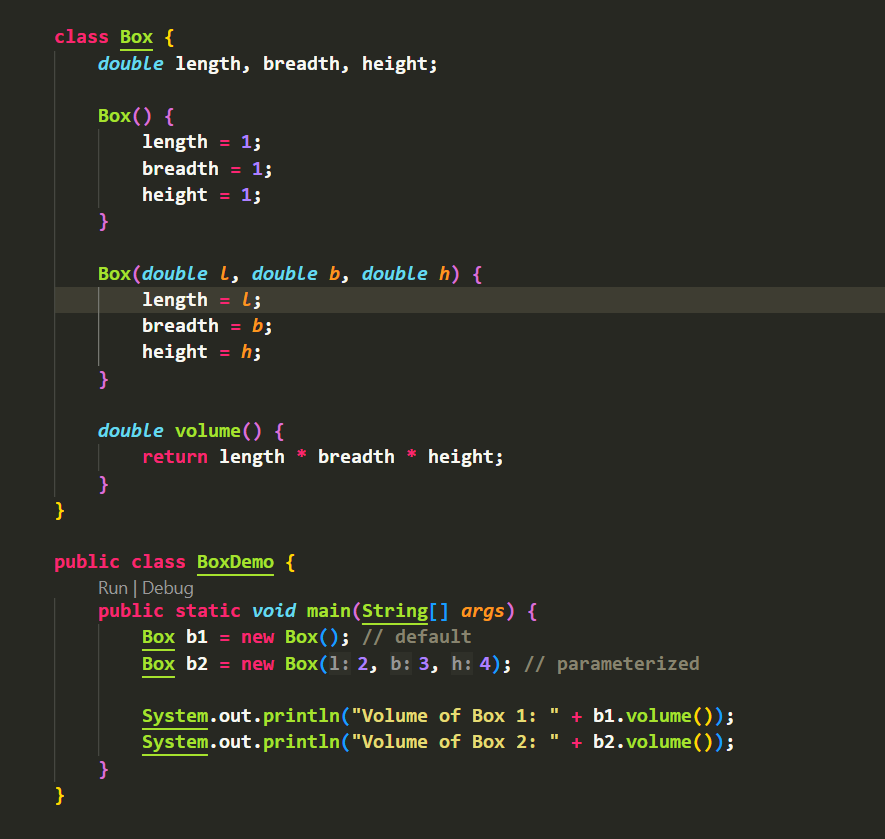 class Box {
double length, breadth, height;
Box() {
length = 1;
breadth = 1;
height = 1;
}
Box(double l, double b, double h) {
length = l;
breadth = b;
height = h;
}
double volume() {
return length * breadth * height;
}
}
public class BoxDemo {
Run | Debug
public static void main(String[] args) {
Box b1 = new Box(); // default
Box b2 = new Box(l: 2, b: 3, h: 4); // parameterized
System.out.println("Volume of Box 1: " + b1.volume());
System.out.println("Volume of Box 2: " + b2.volume());
}
}